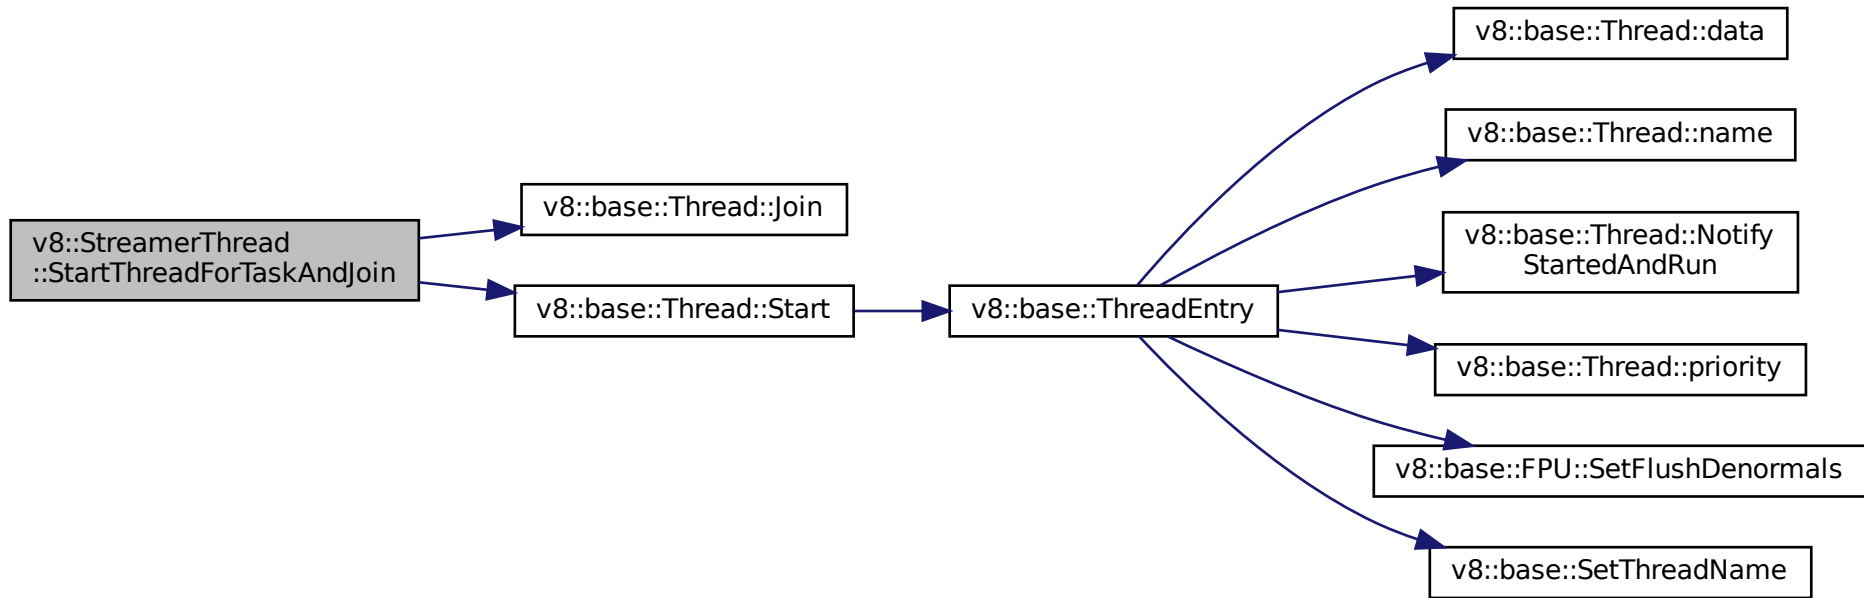 v8::StreamerThread
::StartThreadForTaskAndJoin
v8::base::Thread::Join
v8::base::Thread::Start
v8::base::ThreadEntry
v8::base::Thread::data
v8::base::Thread::name
v8::base::Thread::Notify
StartedAndRun
v8::base::Thread::priority
v8::base::FPU::SetFlushDenormals
v8::base::SetThreadName